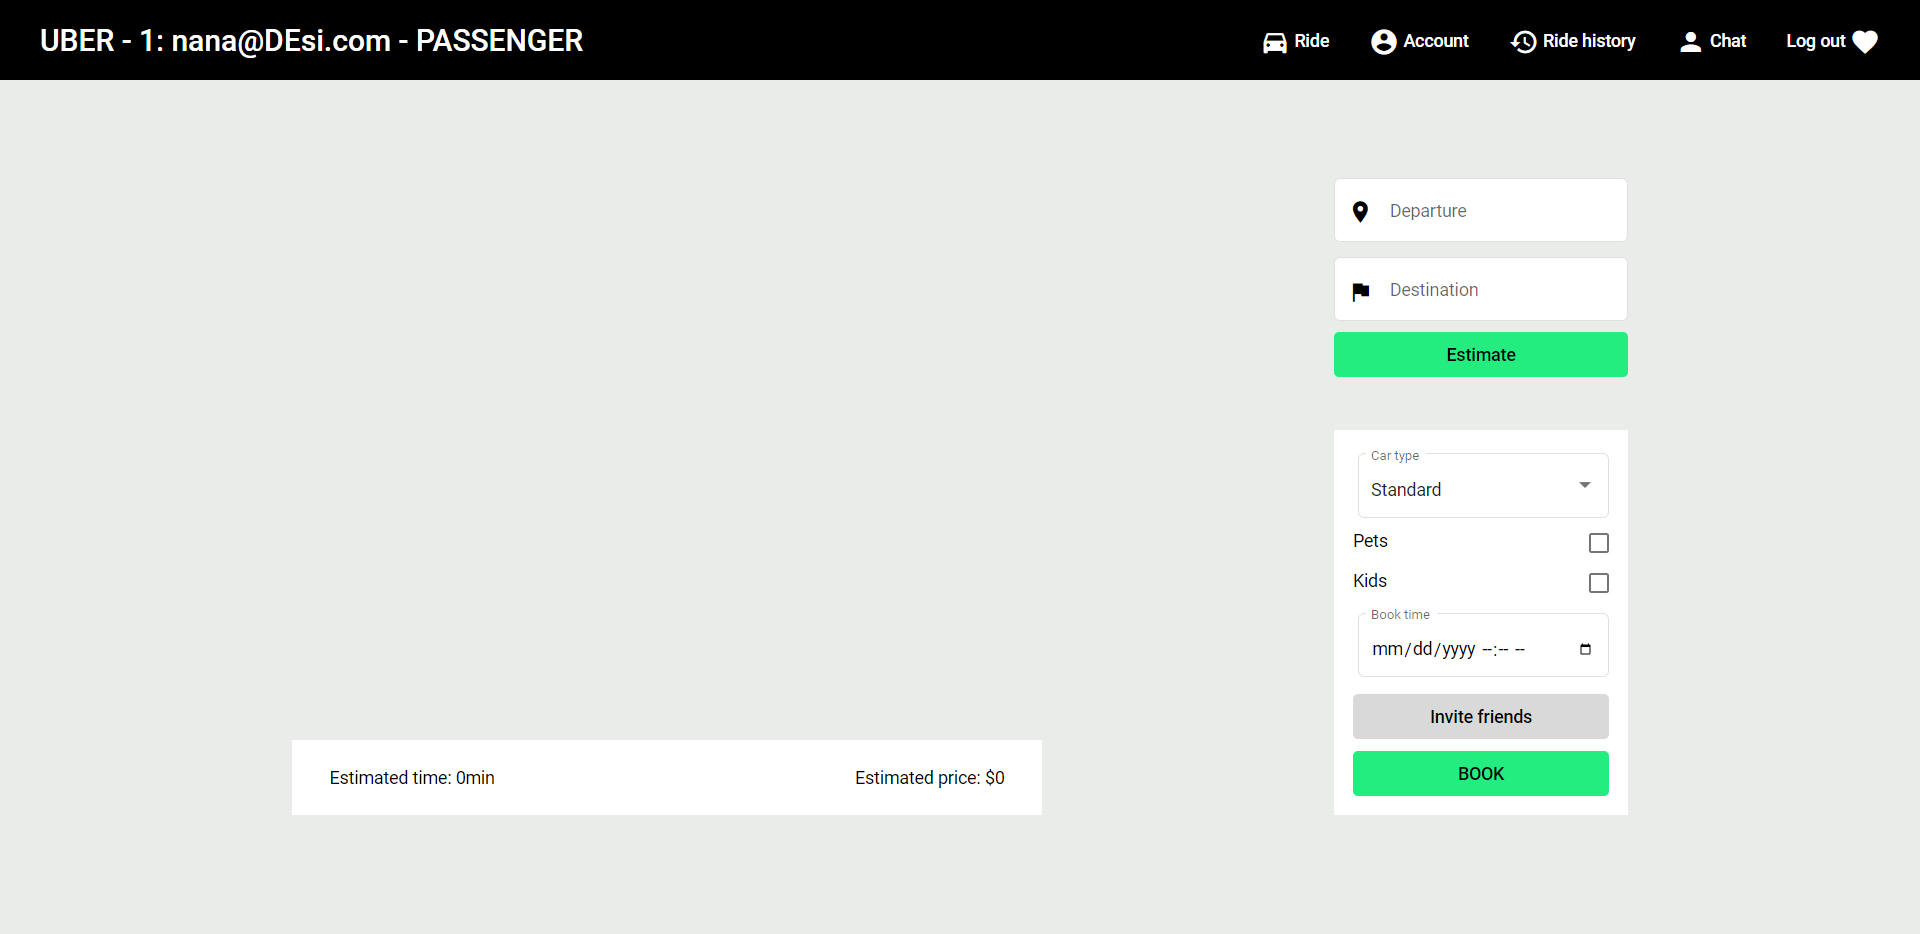 UBER - 1: nana@DEsi.com - PASSENGER
Ride
Account
Ride history
Chat
Log out
Departure
Destination
Estimate
Car type
Standard
Pets
Kids
Book time
mm/dd/yyyy --:-- --
Invite friends
BOOK
Estimated time: 0min
Estimated price: $0